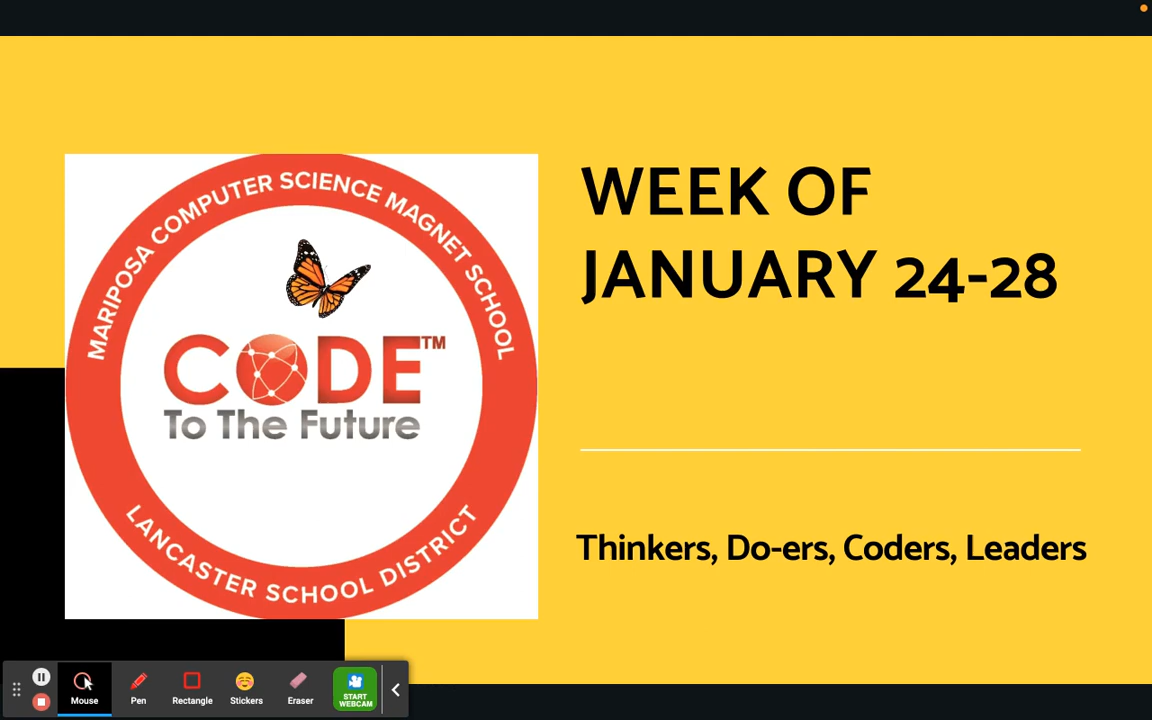 MARIPOSA COMPUTER SCIENCE MAGNET SCHOOL
CODE™
To The Future
LANCASTER SCHOOL DISTRICT
WEEK OF
JANUARY 24-28
Thinkers, Do-ers, Coders, Leaders
Mouse
Pen
Rectangle
Stickers
Eraser
START
WEBCAM